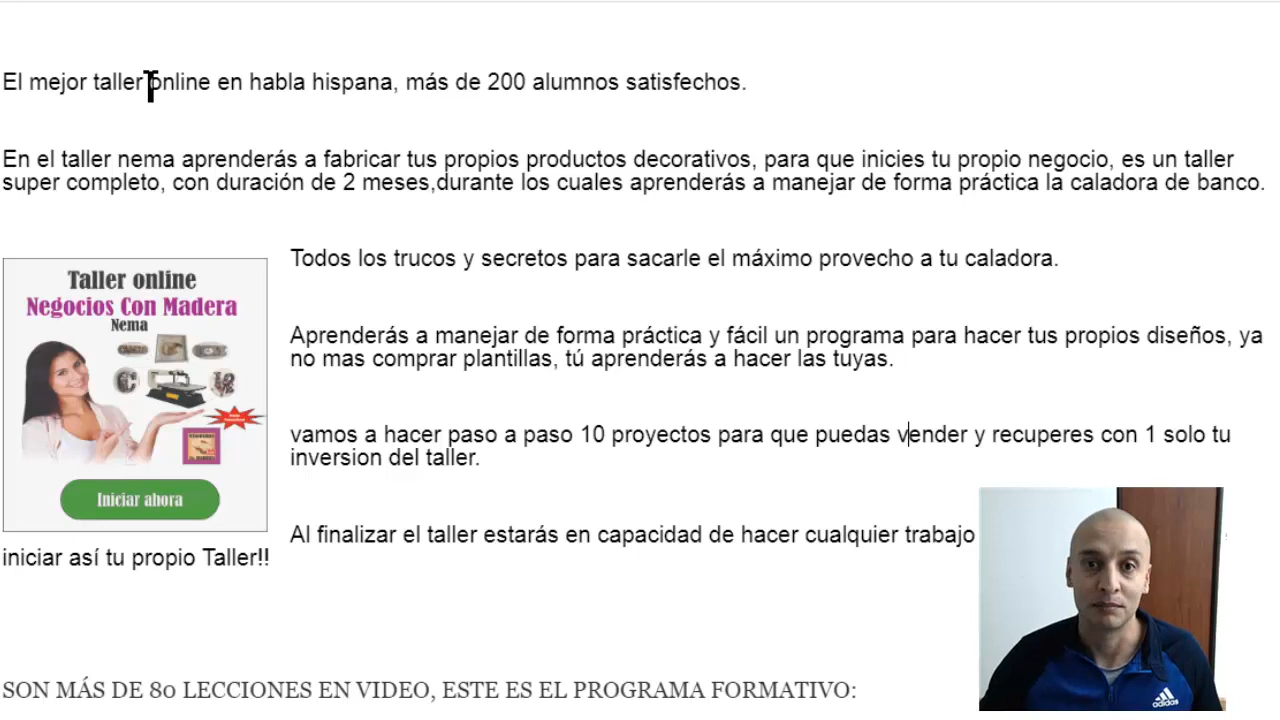 El mejor taller online en habla hispana, más de 200 alumnos satisfechos.
En el taller nema aprenderás a fabricar tus propios productos decorativos, para que inicies tu propio negocio, es un taller
super completo, con duración de 2 meses,durante los cuales aprenderás a manejar de forma práctica la caladora de banco.
Todos los trucos y secretos para sacarle el máximo provecho a tu caladora.
Taller online
Negocios Con Madera
Nema
Iniciar ahora
Aprenderás a manejar de forma práctica y fácil un programa para hacer tus propios diseños, ya
no mas comprar plantillas, tú aprenderás a hacer las tuyas.
vamos a hacer paso a paso 10 proyectos para que puedas vender y recuperes con 1 solo tu
inversion del taller.
Al finalizar el taller estarás en capacidad de hacer cualquier trabajo
iniciar así tu propio Taller!!
adidas
SON MÁS DE 80 LECCIONES EN VIDEO, ESTE ES EL PROGRAMA FORMATIVO: